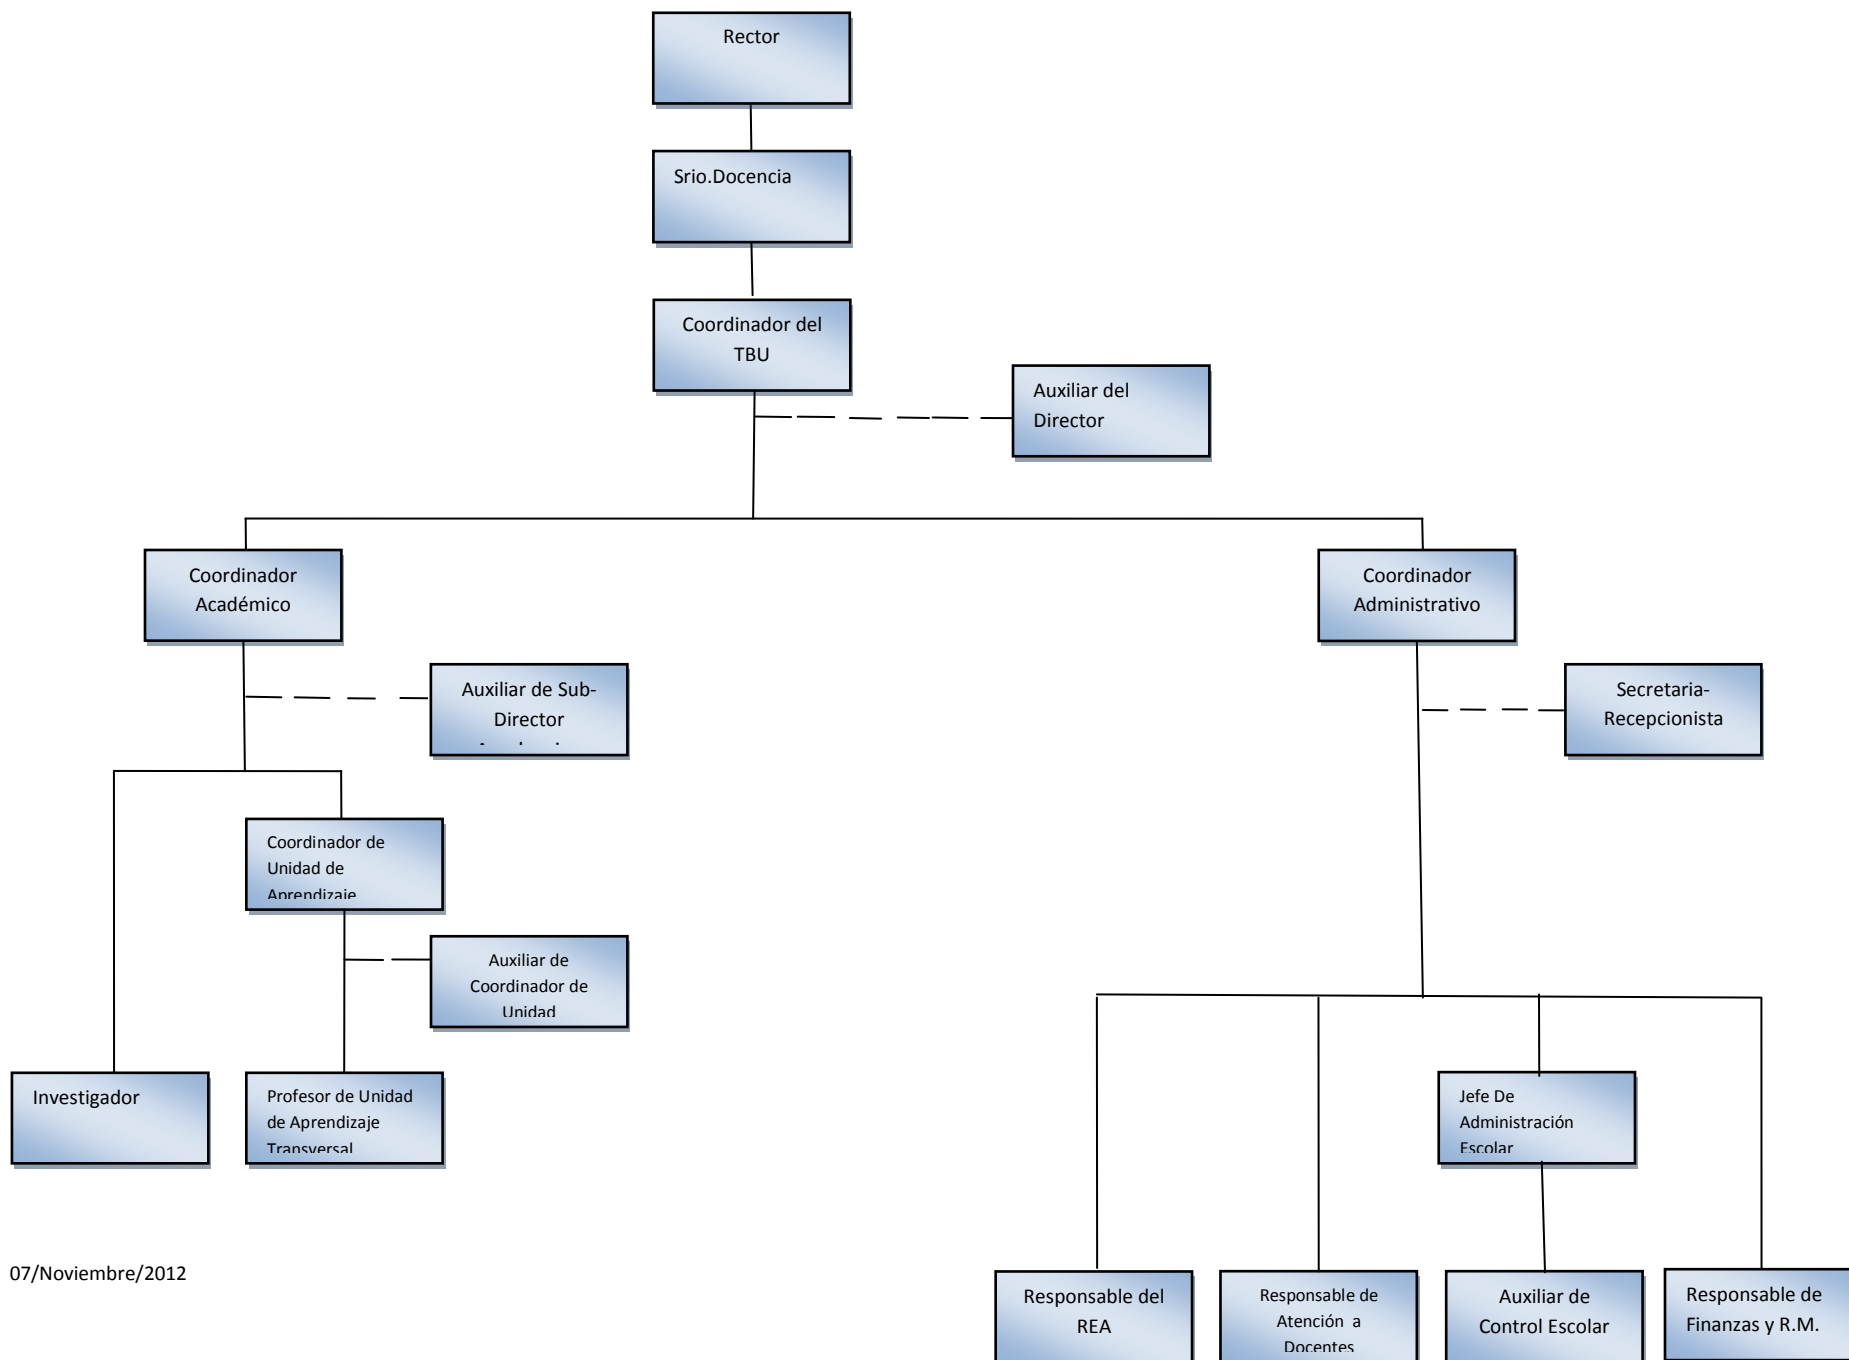 Rector
Srio.Docencia
Coordinador del
TBU
Auxiliar del
Director
Coordinador
Académico
Coordinador
Administrativo
Auxiliar de Sub-
Director
Secretaria-
Recepcionista
Coordinador de
Unidad de
Aprendizaje
Auxiliar de
Coordinador de
Unidad
Investigador
Profesor de Unidad
de Aprendizaje
Transversal
Jefe De
Administración
Escolar
07/Noviembre/2012
Responsable del
REA
Responsable de
Atención a
Docentes
Auxiliar de
Control Escolar
Responsable de
Finanzas y R.M.